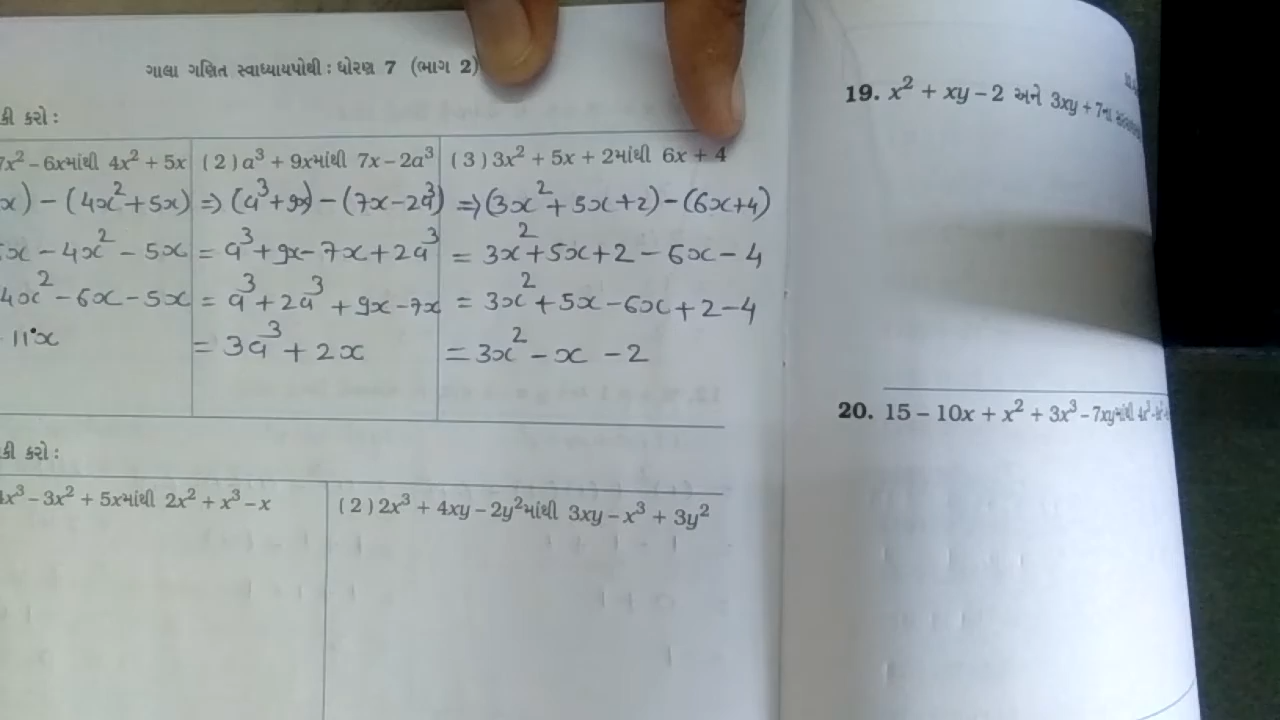 ગાલા ગણિત સ્વાધ્યાયપોથી : ધોરણ 7 (ભાગ 2)
કી કરો :
7x² – 6xમાંથી 4x² + 5x
x) – (4x² + 5x)
x – 4x² – 5x
4x² – 6x – 5x
11x
(2) a³ + 9xમાંથી 7x – 2a³
⇒ (a³ + 9x) – (7x – 2a³)
= a³ + 9x – 7x + 2a³
= a³ + 2a³ + 9x – 7x
= 3a³ + 2x
(3) 3x² + 5x + 2માંથી 6x + 4
⇒ (3x² + 5x + 2) – (6x + 4)
= 3x² + 5x + 2 – 6x – 4
= 3x² + 5x – 6x + 2 – 4
= 3x² – x – 2
કી કરો :
x³ – 3x² + 5xમાંથી 2x² + x³ – x
(2) 2x³ + 4xy – 2y²માંથી 3xy – x³ + 3y²
19. x² + xy – 2 અને 3xy + 7ના
20. 15 – 10x + x² + 3x³ – 7xyમાંથી